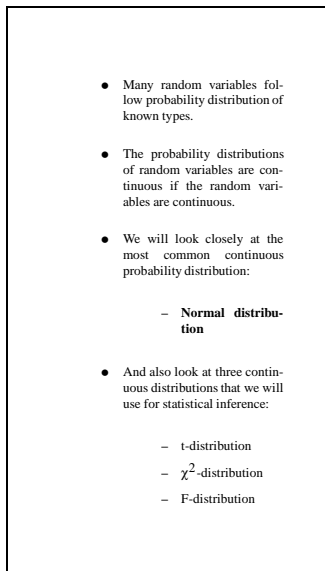 ● Many random variables fol-
low probability distribution of
known types.
● The probability distributions
of random variables are con-
tinuous if the random vari-
ables are continuous.
● We will look closely at the
most common continuous
probability distribution:
– Normal distribu-
tion
● And also look at three contin-
uous distributions that we will
use for statistical inference:
– t-distribution
– χ²-distribution
– F-distribution